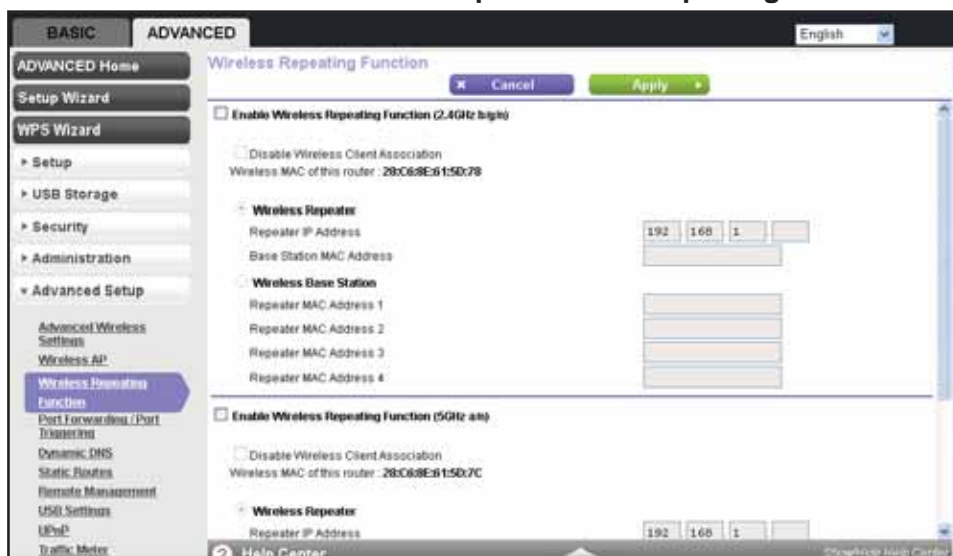 BASIC
ADVANCED
English
ADVANCED Home
Setup Wizard
WPS Wizard
Setup
USB Storage
Security
Administration
Advanced Setup
Advanced Wireless
Settings
Wireless AP
Wireless Repeating
Function
Port Forwarding / Port
Triggering
Dynamic DNS
Static Routes
Remote Management
USB Settings
UPnP
Traffic Meter
Wireless Repeating Function
Cancel
Apply
Enable Wireless Repeating Function (2.4GHz b/g/n)
Disable Wireless Client Association
Wireless MAC of this router : 28:C6:8E:61:5D:78
Wireless Repeater
Repeater IP Address 192 168 1
Base Station MAC Address
Wireless Base Station
Repeater MAC Address 1
Repeater MAC Address 2
Repeater MAC Address 3
Repeater MAC Address 4
Enable Wireless Repeating Function (5GHz a/n)
Disable Wireless Client Association
Wireless MAC of this router : 28:C6:8E:61:5D:7C
Wireless Repeater
Repeater IP Address 192 168 1
Help Center
Show/Hide Help Center